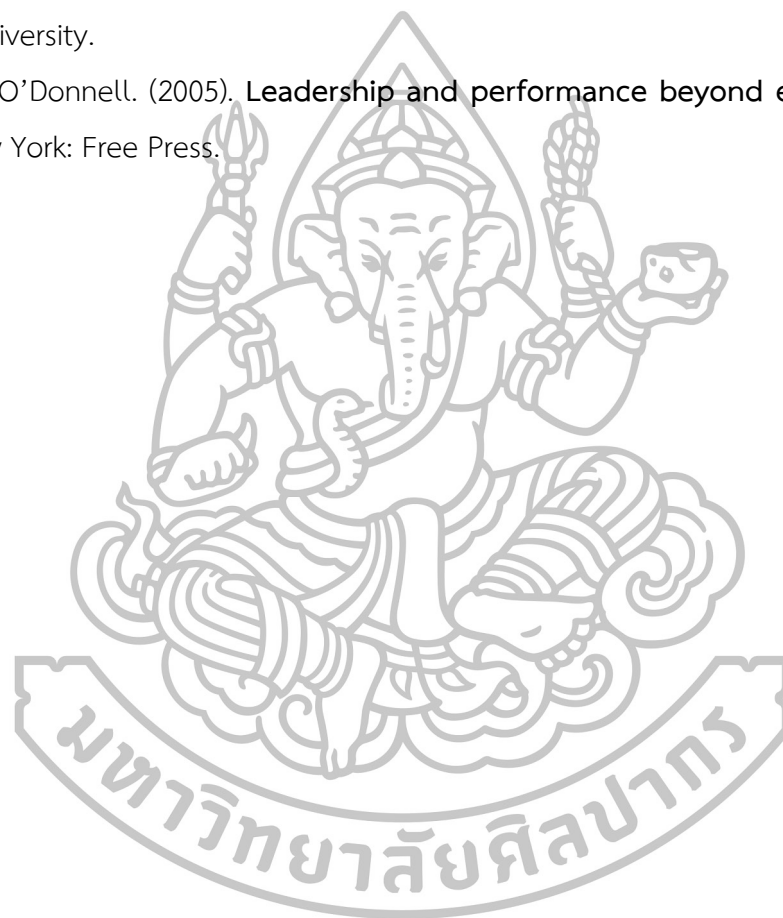 iversity.
O’Donnell. (2005). Leadership and performance beyond e
York: Free Press.
มหาวิทยาลัยศิลปากร